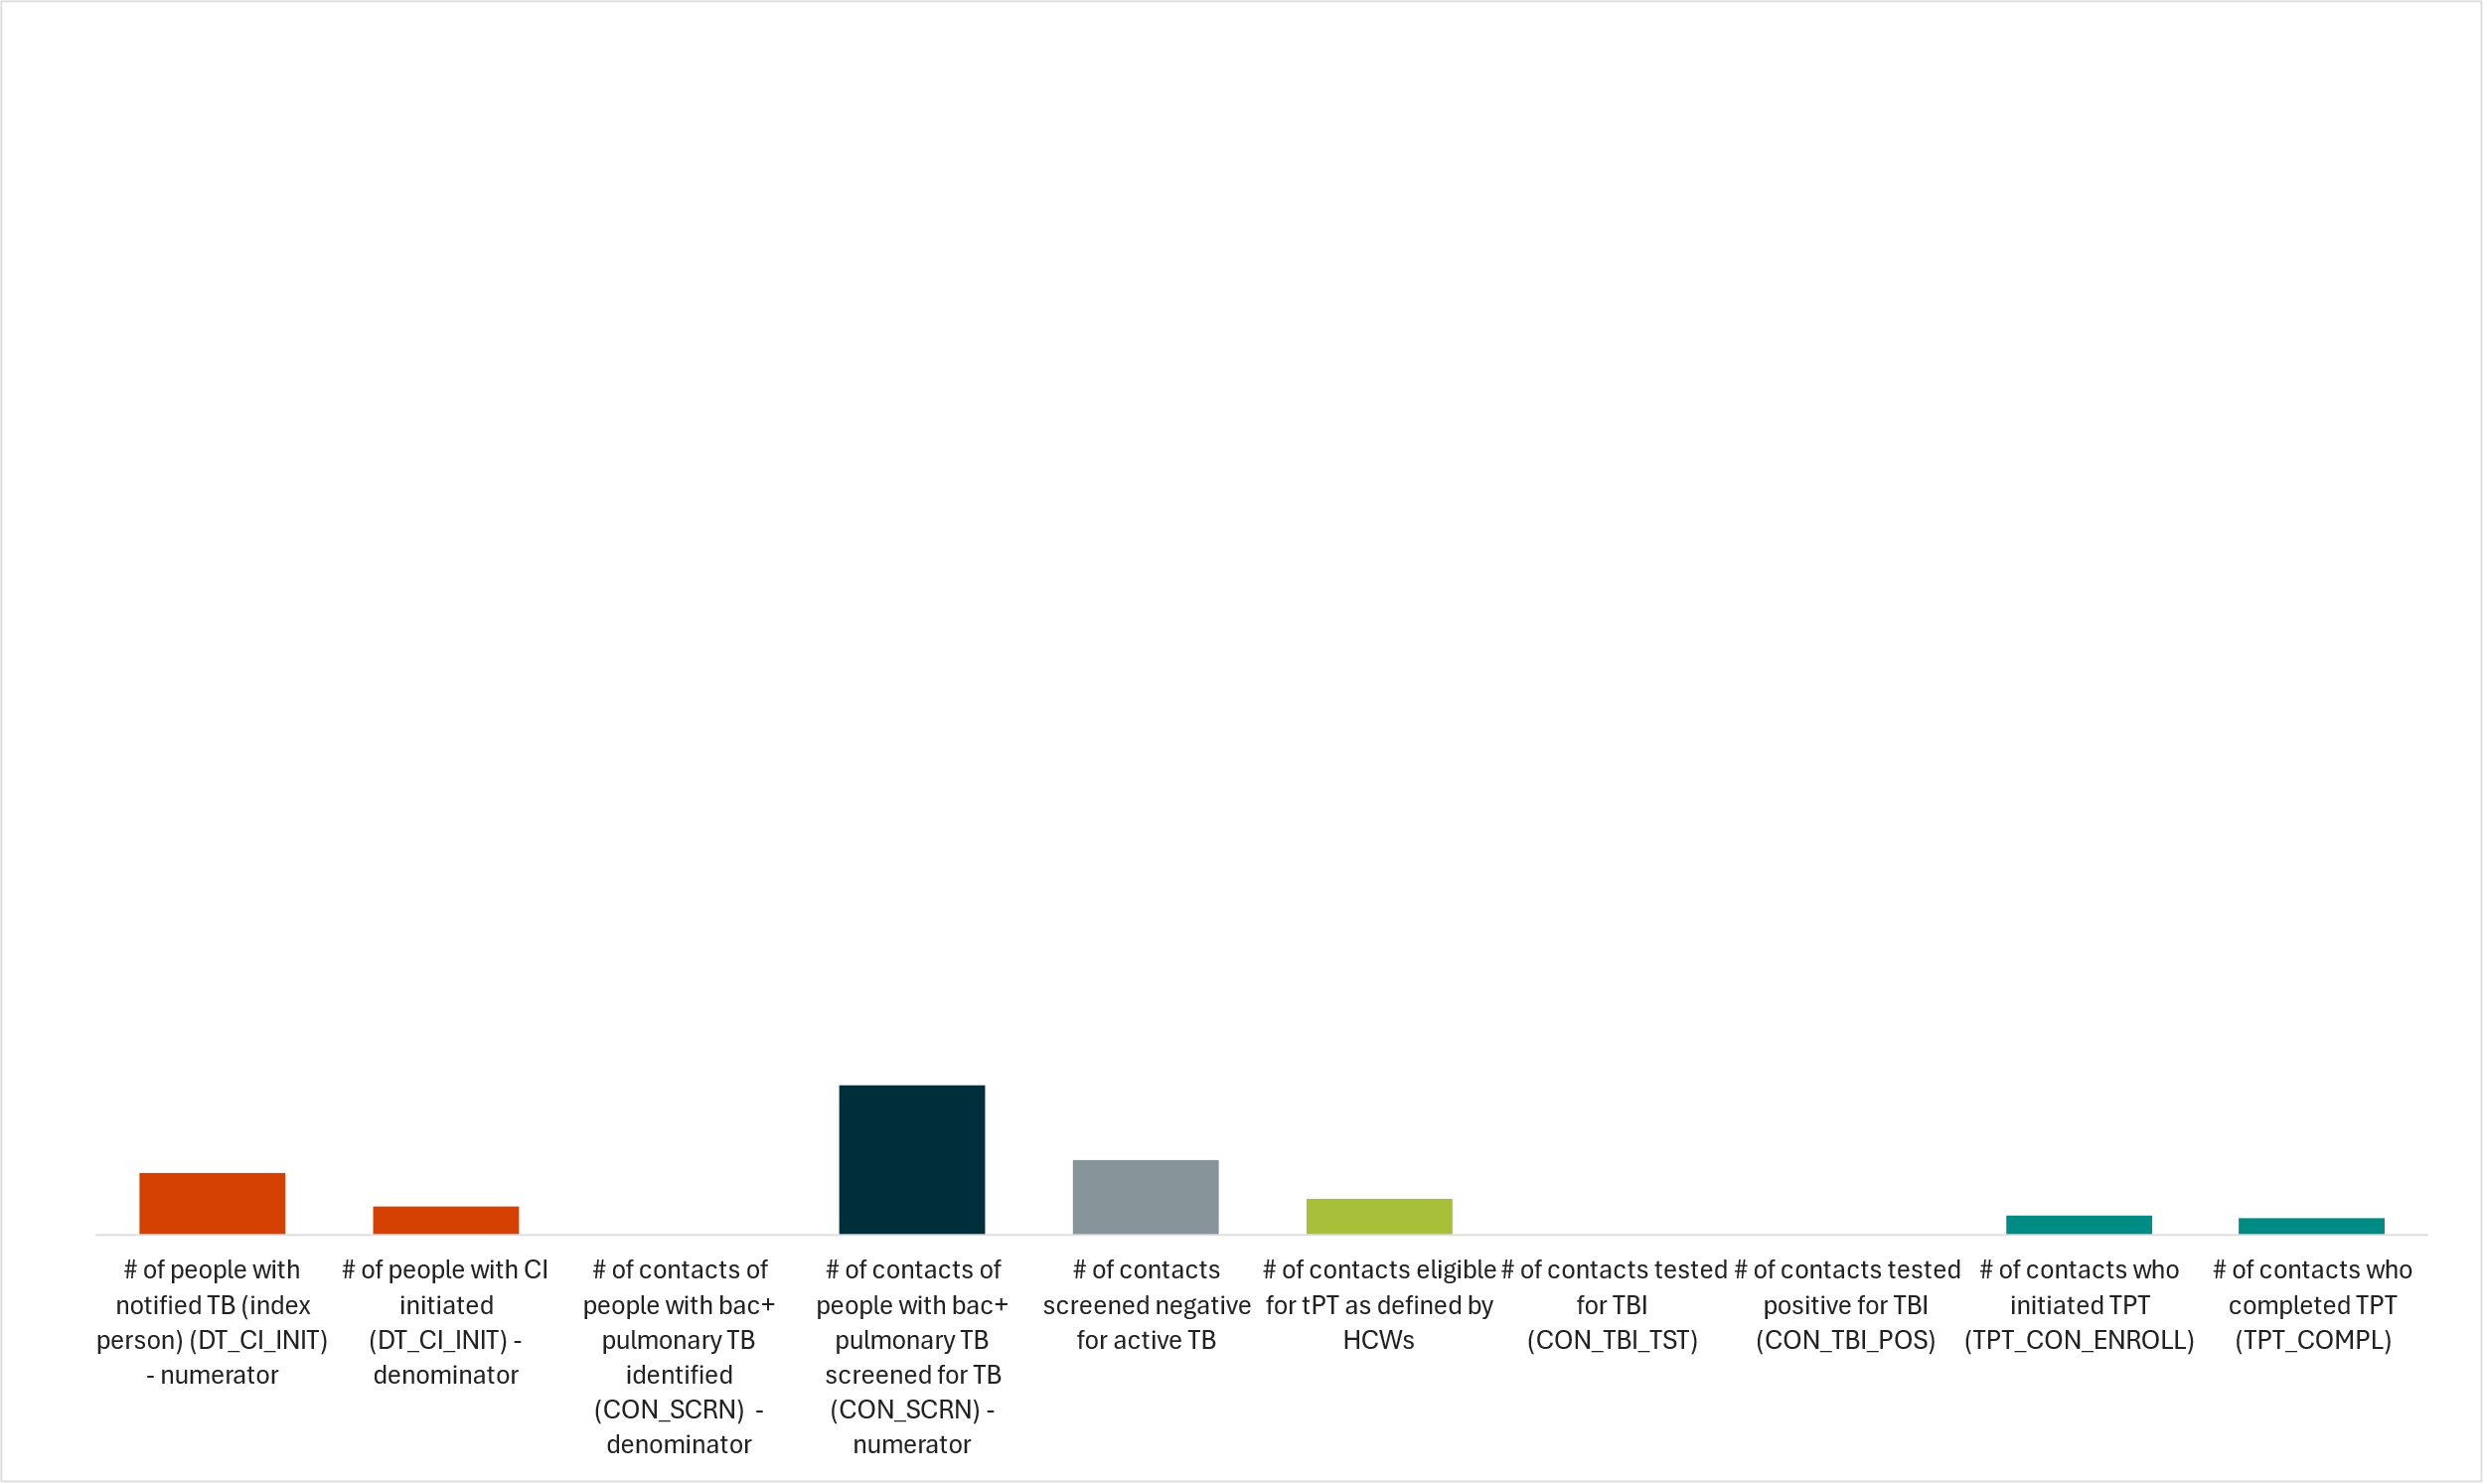 # of people with
notified TB (index
person) (DT_CI_INIT)
- numerator
# of people with CI
initiated
(DT_CI_INIT) -
denominator
# of contacts of
people with bac+
pulmonary TB
identified
(CON_SCRN)  -
denominator
# of contacts of
people with bac+
pulmonary TB
screened for TB
(CON_SCRN) -
numerator
# of contacts
screened negative
for active TB
# of contacts eligible
for tPT as defined by
HCWs
# of contacts tested
for TBI
(CON_TBI_TST)
# of contacts tested
positive for TBI
(CON_TBI_POS)
# of contacts who
initiated TPT
(TPT_CON_ENROLL)
# of contacts who
completed TPT
(TPT_COMPL)